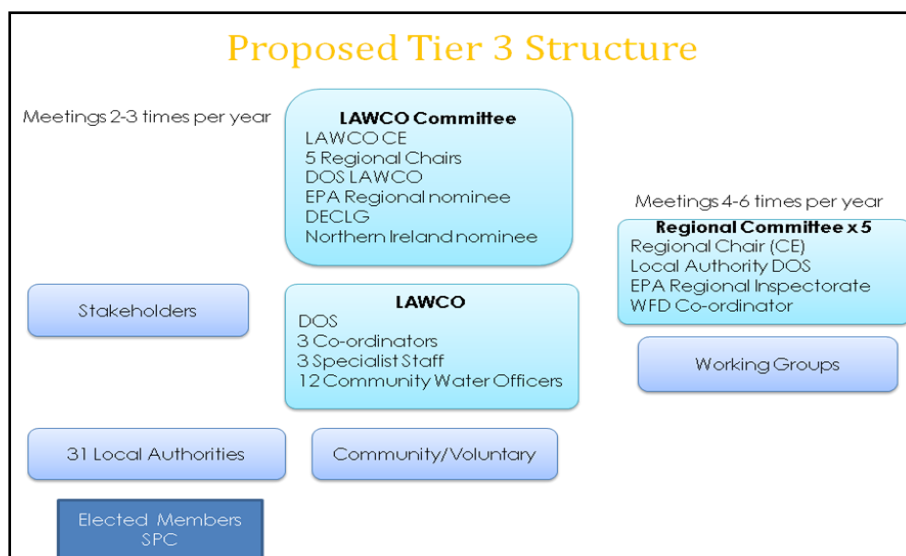 Proposed Tier 3 Structure
Meetings 2-3 times per year
LAWCO Committee
LAWCO CE
5 Regional Chairs
DOS LAWCO
EPA Regional nominee
DECLG
Northern Ireland nominee
Meetings 4-6 times per year
Regional Committee x 5
Regional Chair (CE)
Local Authority DOS
EPA Regional Inspectorate
WFD Co-ordinator
Stakeholders
LAWCO
DOS
3 Co-ordinators
3 Specialist Staff
12 Community Water Officers
Working Groups
31 Local Authorities
Community/Voluntary
Elected Members
SPC